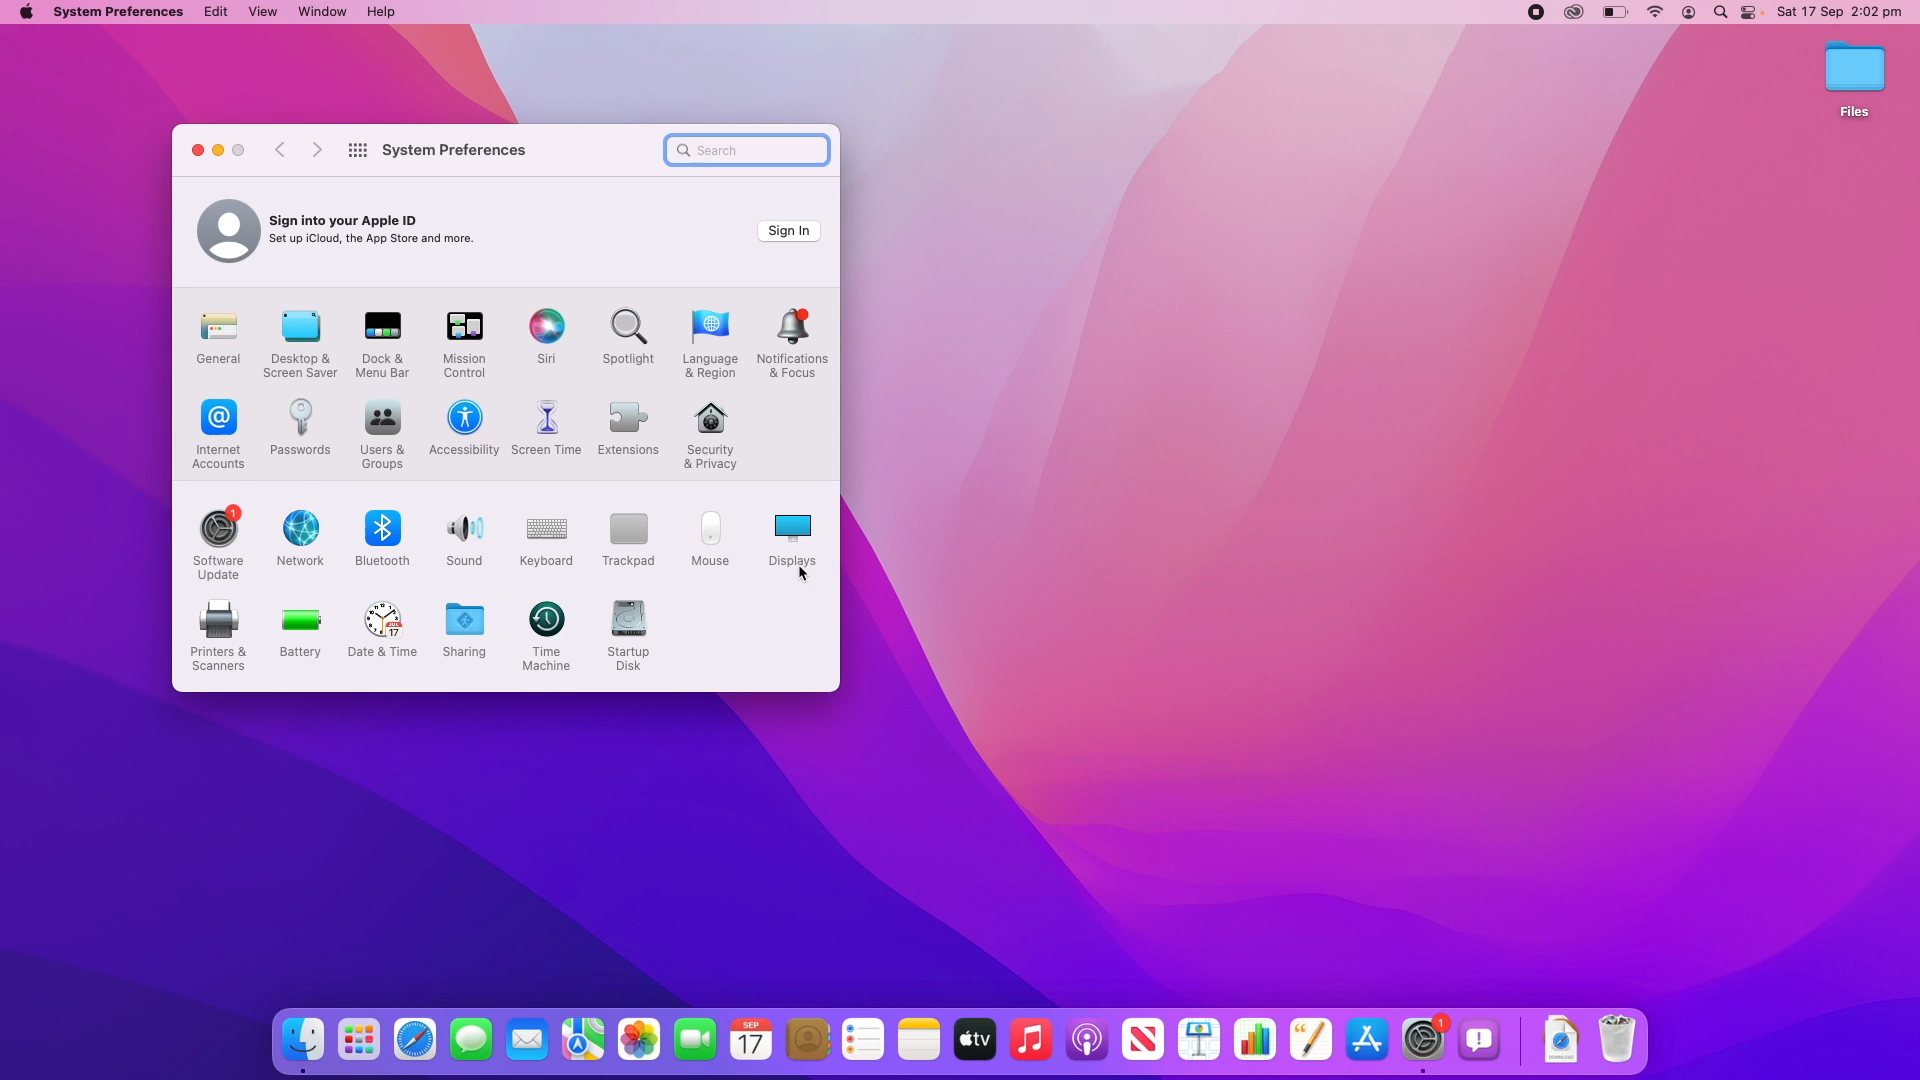 System Preferences Edit View Window Help
Sat 17 Sep 2:02 pm
Files
System Preferences
Search
Sign into your Apple ID
Set up iCloud, the App Store and more.
Sign In
General
Desktop &
Screen Saver
Dock &
Menu Bar
Mission
Control
Siri
Spotlight
Language
& Region
Notifications
& Focus
Internet
Accounts
Passwords
Users &
Groups
Accessibility
Screen Time
Extensions
Security
& Privacy
1
Software
Update
Network
Bluetooth
Sound
Keyboard
Trackpad
Mouse
Displays
Printers &
Scanners
Battery
JUL
17
Date & Time
Sharing
Time
Machine
Startup
Disk
SEP
17
tv
1
DOWNLOAD